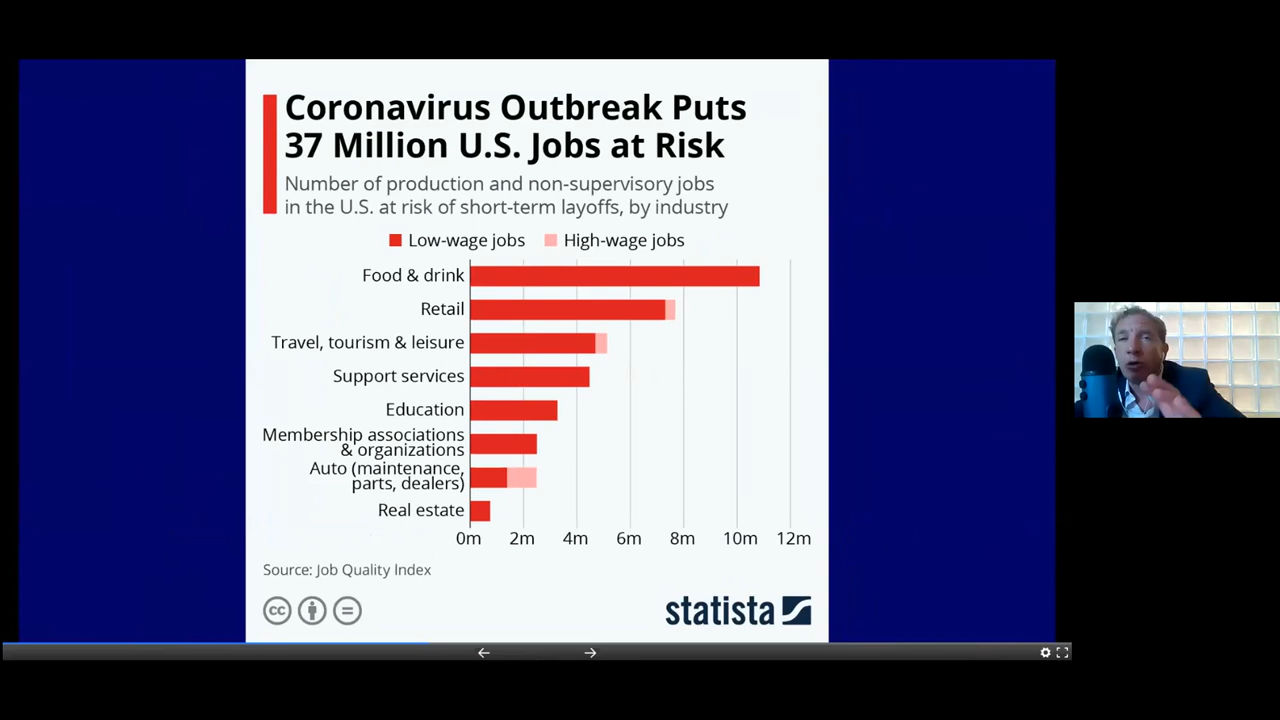 Coronavirus Outbreak Puts
37 Million U.S. Jobs at Risk
Number of production and non-supervisory jobs
in the U.S. at risk of short-term layoffs, by industry
Low-wage jobs High-wage jobs
Food & drink
Retail
Travel, tourism & leisure
Support services
Education
Membership associations
& organizations
Auto (maintenance,
parts, dealers)
Real estate
0m 2m 4m 6m 8m 10m 12m
Source: Job Quality Index
cc
statista